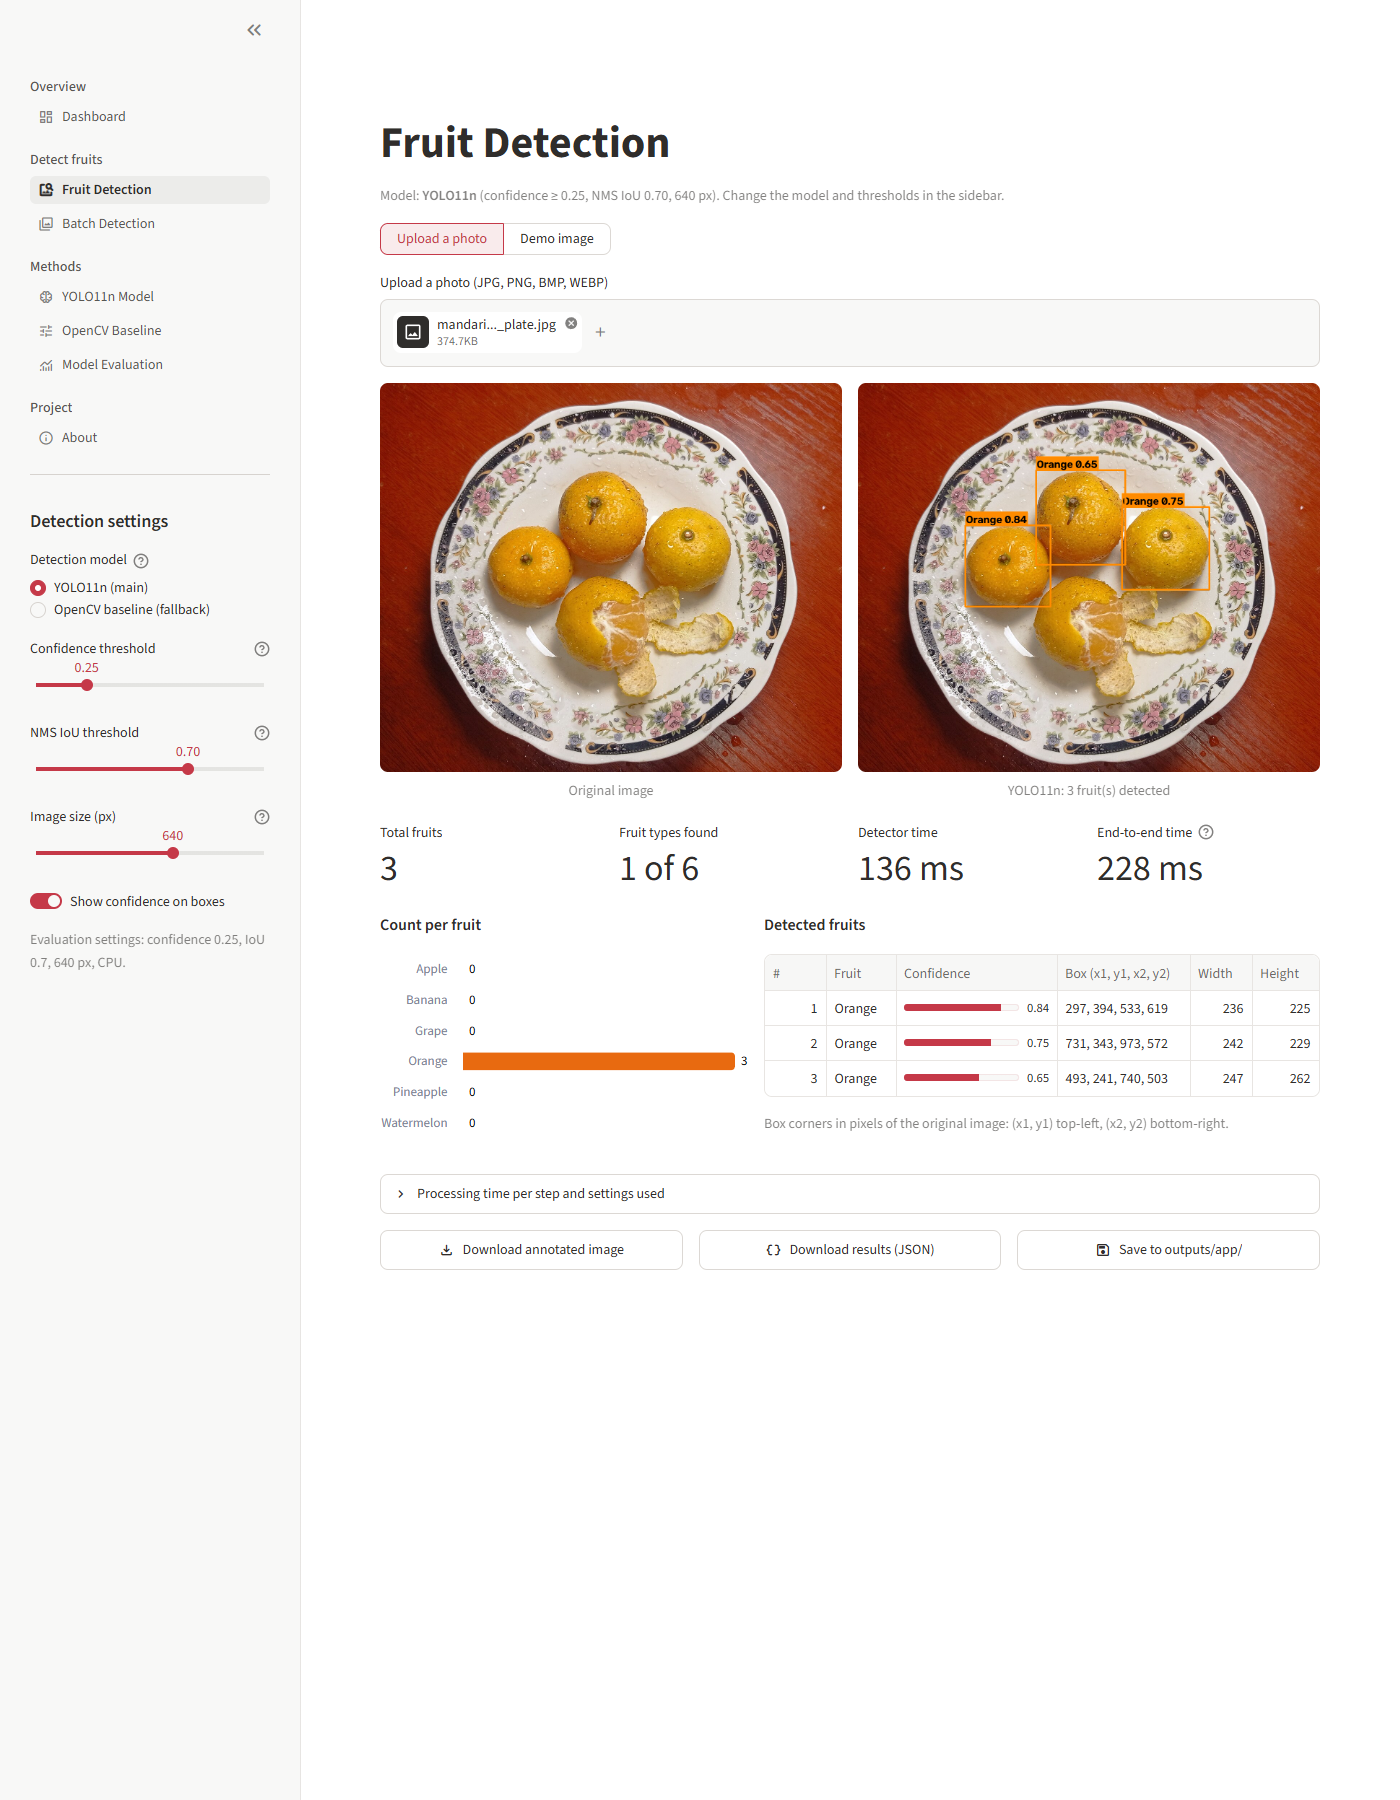 Overview
Dashboard
Detect fruits
Fruit Detection
Batch Detection
Methods
YOLO11n Model
OpenCV Baseline
Model Evaluation
Project
About
Detection settings
Detection model
YOLO11n (main)
OpenCV baseline (fallback)
Confidence threshold
0.25
NMS IoU threshold
0.70
Image size (px)
640
Show confidence on boxes
Evaluation settings: confidence 0.25, IoU
0.7, 640 px, CPU.
Fruit Detection
Model: YOLO11n (confidence ≥ 0.25, NMS IoU 0.70, 640 px). Change the model and thresholds in the sidebar.
Upload a photo
Demo image
Upload a photo (JPG, PNG, BMP, WEBP)
mandari..._plate.jpg
374.7KB
Orange 0.65
Orange 0.75
Orange 0.84
Original image
YOLO11n: 3 fruit(s) detected
Total fruits
3
Fruit types found
1 of 6
Detector time
136 ms
End-to-end time
228 ms
Count per fruit
Apple 0
Banana 0
Grape 0
Orange 3
Pineapple 0
Watermelon 0
Detected fruits
# Fruit Confidence Box (x1, y1, x2, y2) Width Height
1 Orange 0.84 297, 394, 533, 619 236 225
2 Orange 0.75 731, 343, 973, 572 242 229
3 Orange 0.65 493, 241, 740, 503 247 262
Box corners in pixels of the original image: (x1, y1) top-left, (x2, y2) bottom-right.
Processing time per step and settings used
Download annotated image
Download results (JSON)
Save to outputs/app/